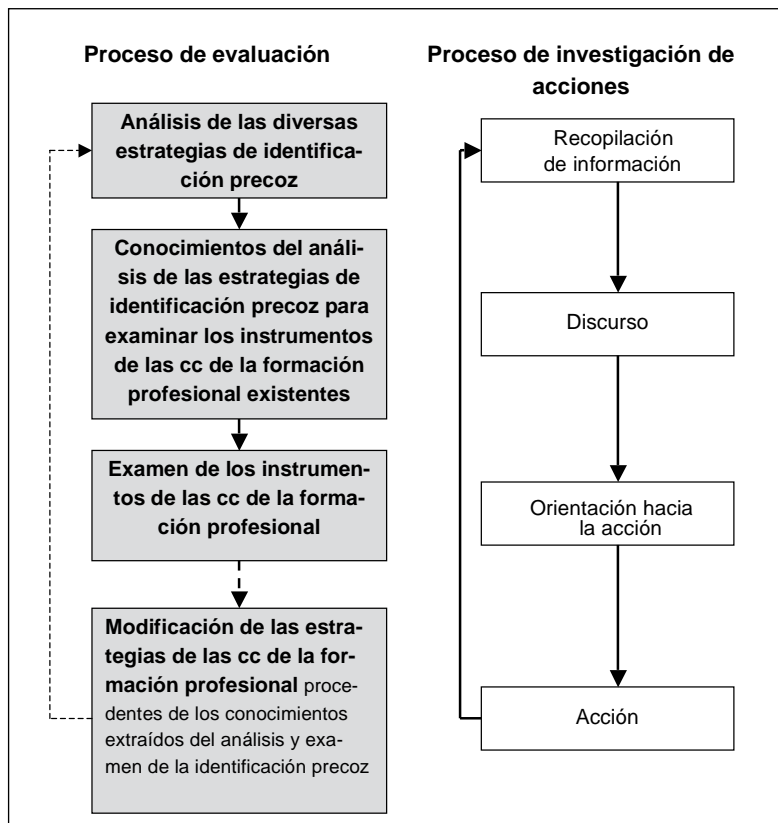 Proceso de evaluación
Análisis de las diversas
estrategias de identifica-
ción precoz
Conocimientos del análi-
sis de las estrategias de
identificación precoz para
examinar los instrumentos
de las cc de la formación
profesional existentes
Examen de los instrumen-
tos de las cc de la forma-
ción profesional
Modificación de las estra-
tegias de las cc de la for-
mación profesional proce-
dentes de los conocimientos
extraídos del análisis y exa-
men de la identificación precoz
Proceso de investigación de
acciones
Recopilación
de información
Discurso
Orientación hacia
la acción
Acción